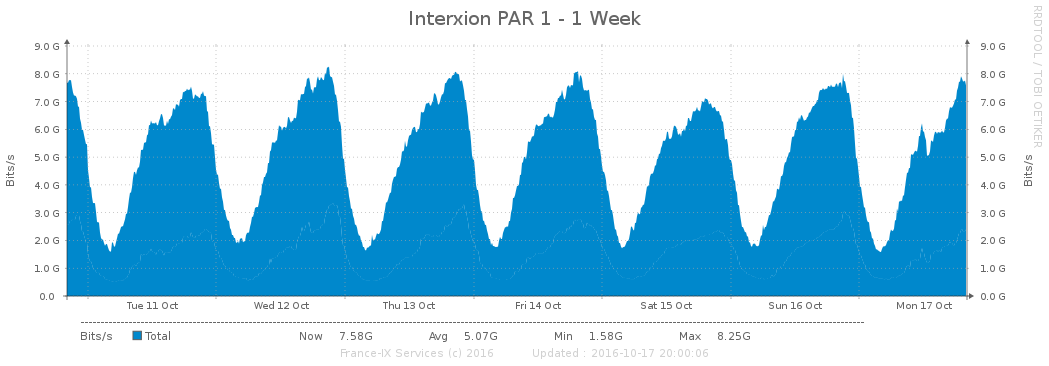 Interxion PAR 1 - 1 Week
RRDTOOL / TOBI OETIKER
9.0 G 9.0 G
8.0 G 8.0 G
7.0 G 7.0 G
6.0 G 6.0 G
5.0 G 5.0 G
4.0 G 4.0 G
3.0 G 3.0 G
2.0 G 2.0 G
1.0 G 1.0 G
0.0 0.0 G
Bits/s
Bits/s
Tue 11 Oct Wed 12 Oct Thu 13 Oct Fri 14 Oct Sat 15 Oct Sun 16 Oct Mon 17 Oct
Bits/s Total Now 7.58G Avg 5.07G Min 1.58G Max 8.25G
France-IX Services (c) 2016 Updated : 2016-10-17 20:00:06